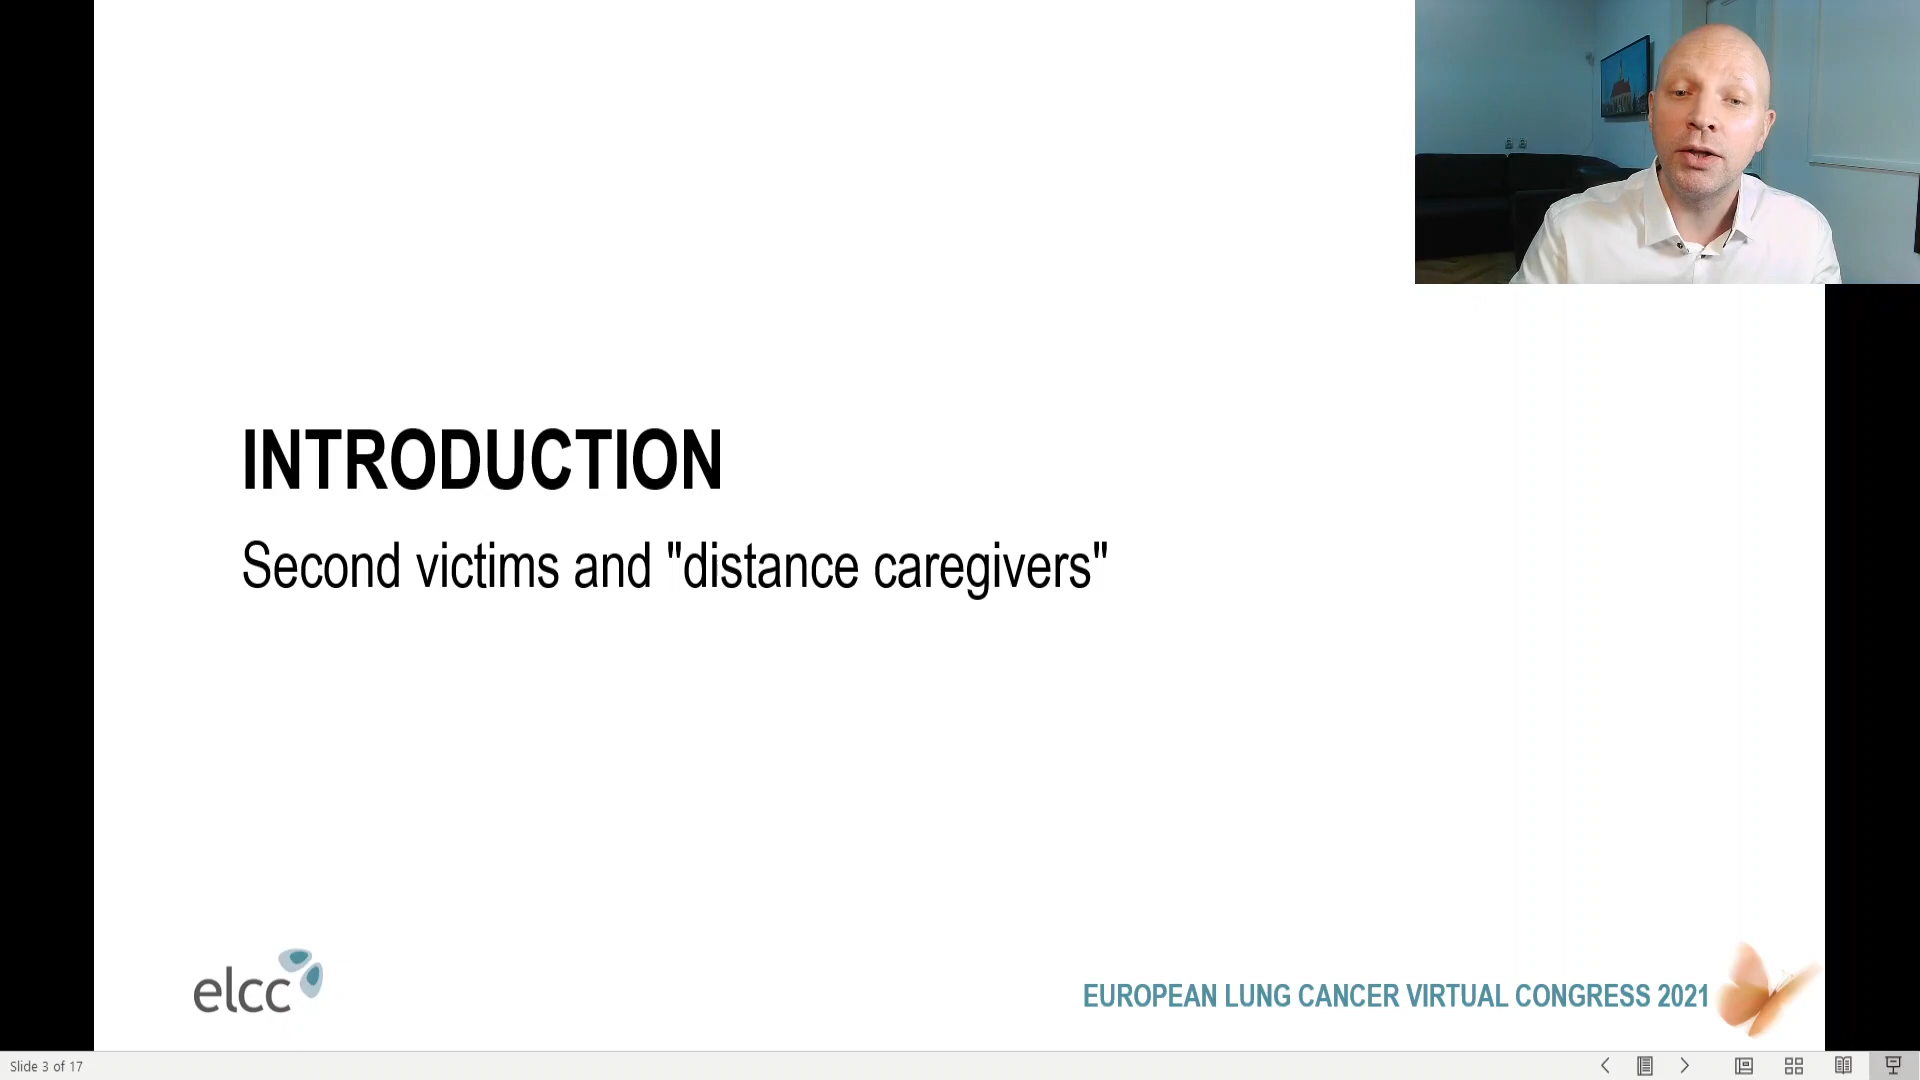 INTRODUCTION
Second victims and "distance caregivers"
elcc
EUROPEAN LUNG CANCER VIRTUAL CONGRESS 2021
Slide 3 of 17